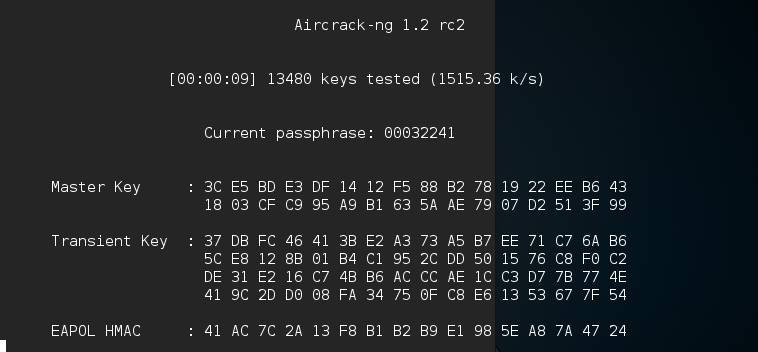 Aircrack-ng 1.2 rc2
[00:00:09] 13480 keys tested (1515.36 k/s)
Current passphrase: 00032241
Master Key : 3C E5 BD E3 DF 14 12 F5 88 B2 78 19 22 EE B6 43
18 03 CF C9 95 A9 B1 63 5A AE 79 07 D2 51 3F 99
Transient Key : 37 DB FC 46 41 3B E2 A3 73 A5 B7 EE 71 C7 6A B6
5C E8 12 8B 01 B4 C1 95 2C DD 50 15 76 C8 F0 C2
DE 31 E2 16 C7 4B B6 AC CC AE 1C C3 D7 7B 77 4E
41 9C 2D D0 08 FA 34 75 0F C8 E6 13 53 67 7F 54
EAPOL HMAC : 41 AC 7C 2A 13 F8 B1 B2 B9 E1 98 5E A8 7A 47 24